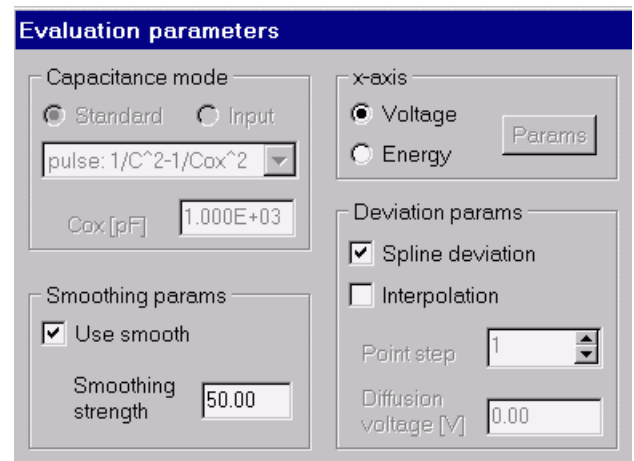 Evaluation parameters
Capacitance mode
Standard Input
pulse: 1/C^2-1/Cox^2
Cox [pF] 1.000E+03
Smoothing params
Use smooth
Smoothing
strength 50.00
x-axis
Voltage
Energy
Params
Deviation params
Spline deviation
Interpolation
Point step 1
Diffusion
voltage [V] 0.00